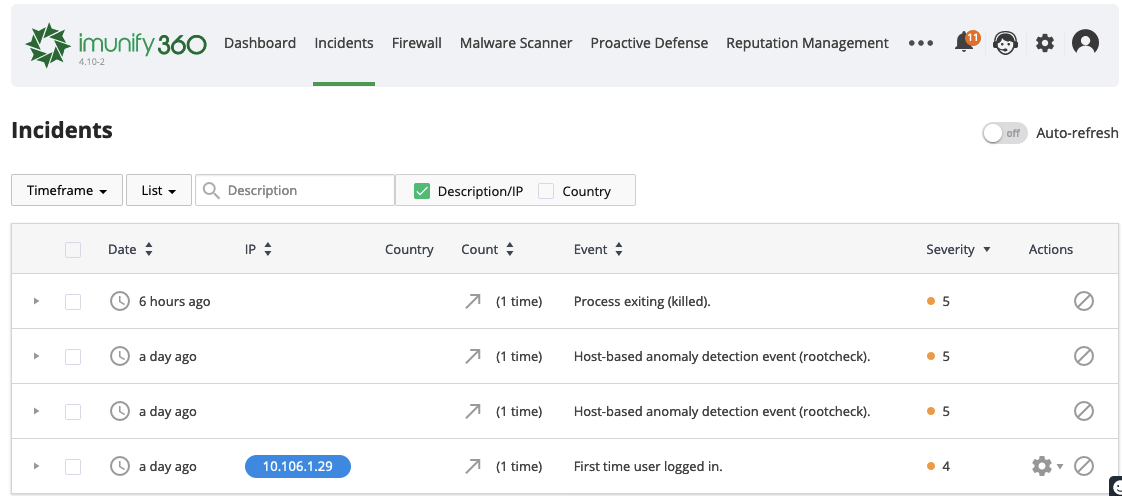 imunify360 Dashboard Incidents Firewall Malware Scanner Proactive Defense Reputation Management 11
4.10-2
Incidents
off Auto-refresh
Timeframe List Description Description/IP Country
Date IP Country Count Event Severity Actions
6 hours ago (1 time) Process exiting (killed). 5
a day ago (1 time) Host-based anomaly detection event (rootcheck). 5
a day ago (1 time) Host-based anomaly detection event (rootcheck). 5
a day ago 10.106.1.29 (1 time) First time user logged in. 4